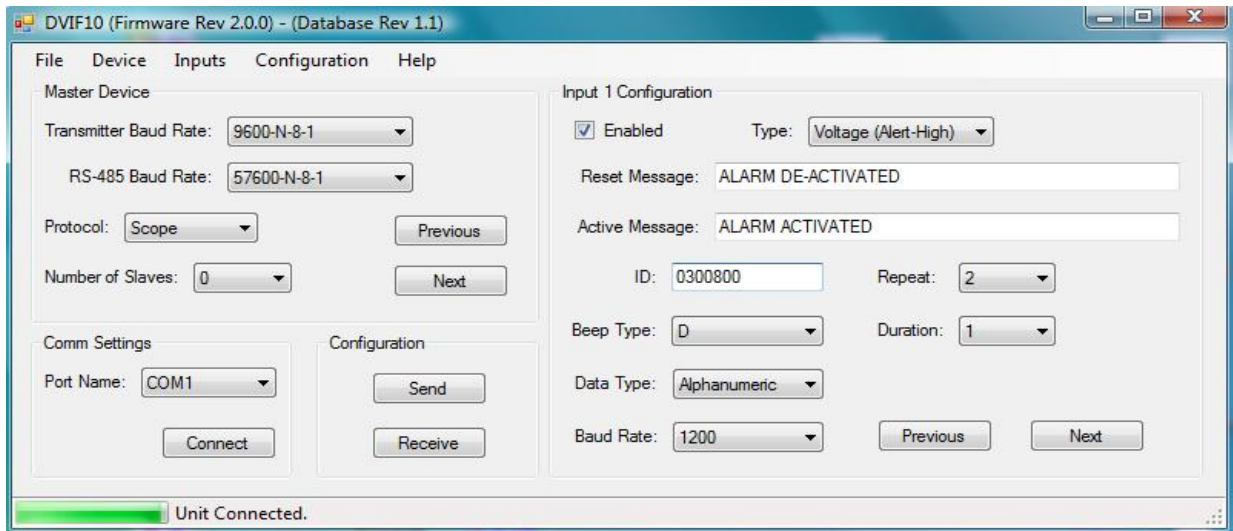 DVIF10 (Firmware Rev 2.0.0) - (Database Rev 1.1)
File Device Inputs Configuration Help
Master Device
Transmitter Baud Rate: 9600-N-8-1
RS-485 Baud Rate: 57600-N-8-1
Protocol: Scope Previous
Number of Slaves: 0 Next
Comm Settings
Port Name: COM1
Connect
Configuration
Send
Receive
Input 1 Configuration
Enabled Type: Voltage (Alert-High)
Reset Message: ALARM DE-ACTIVATED
Active Message: ALARM ACTIVATED
ID: 0300800 Repeat: 2
Beep Type: D Duration: 1
Data Type: Alphanumeric
Baud Rate: 1200 Previous Next
Unit Connected.